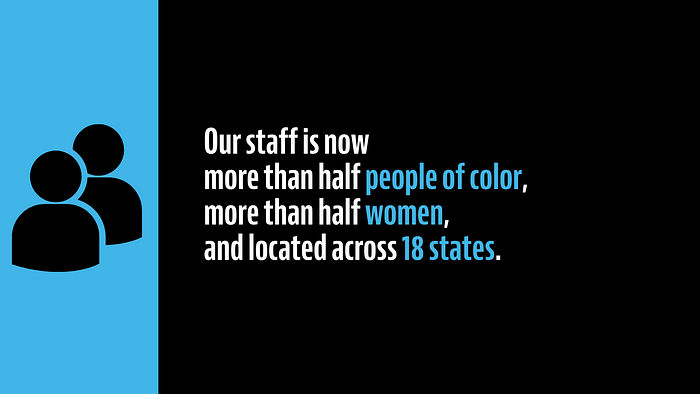 Our staff is now
more than half people of color,
more than half women,
and located across 18 states.